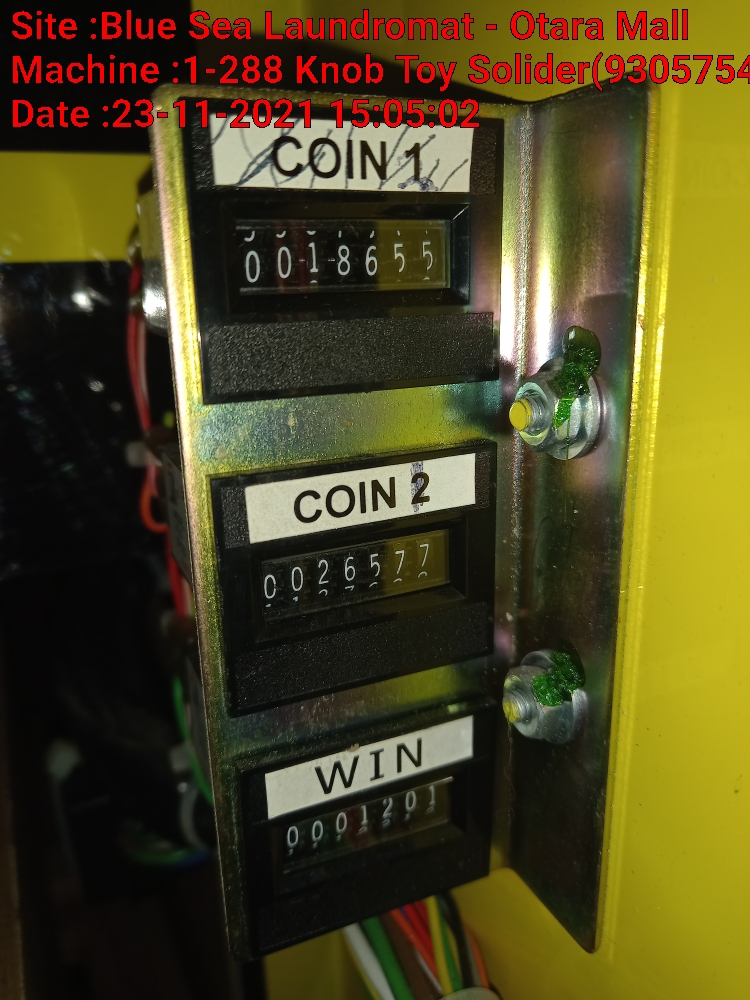 Site :Blue Sea Laundromat - Otara Mall
Machine :1-288 Knob Toy Solider(9305754
Date :23-11-2021 15:05:02
COIN 1
0018655
COIN 2
0026577
WIN
0001201